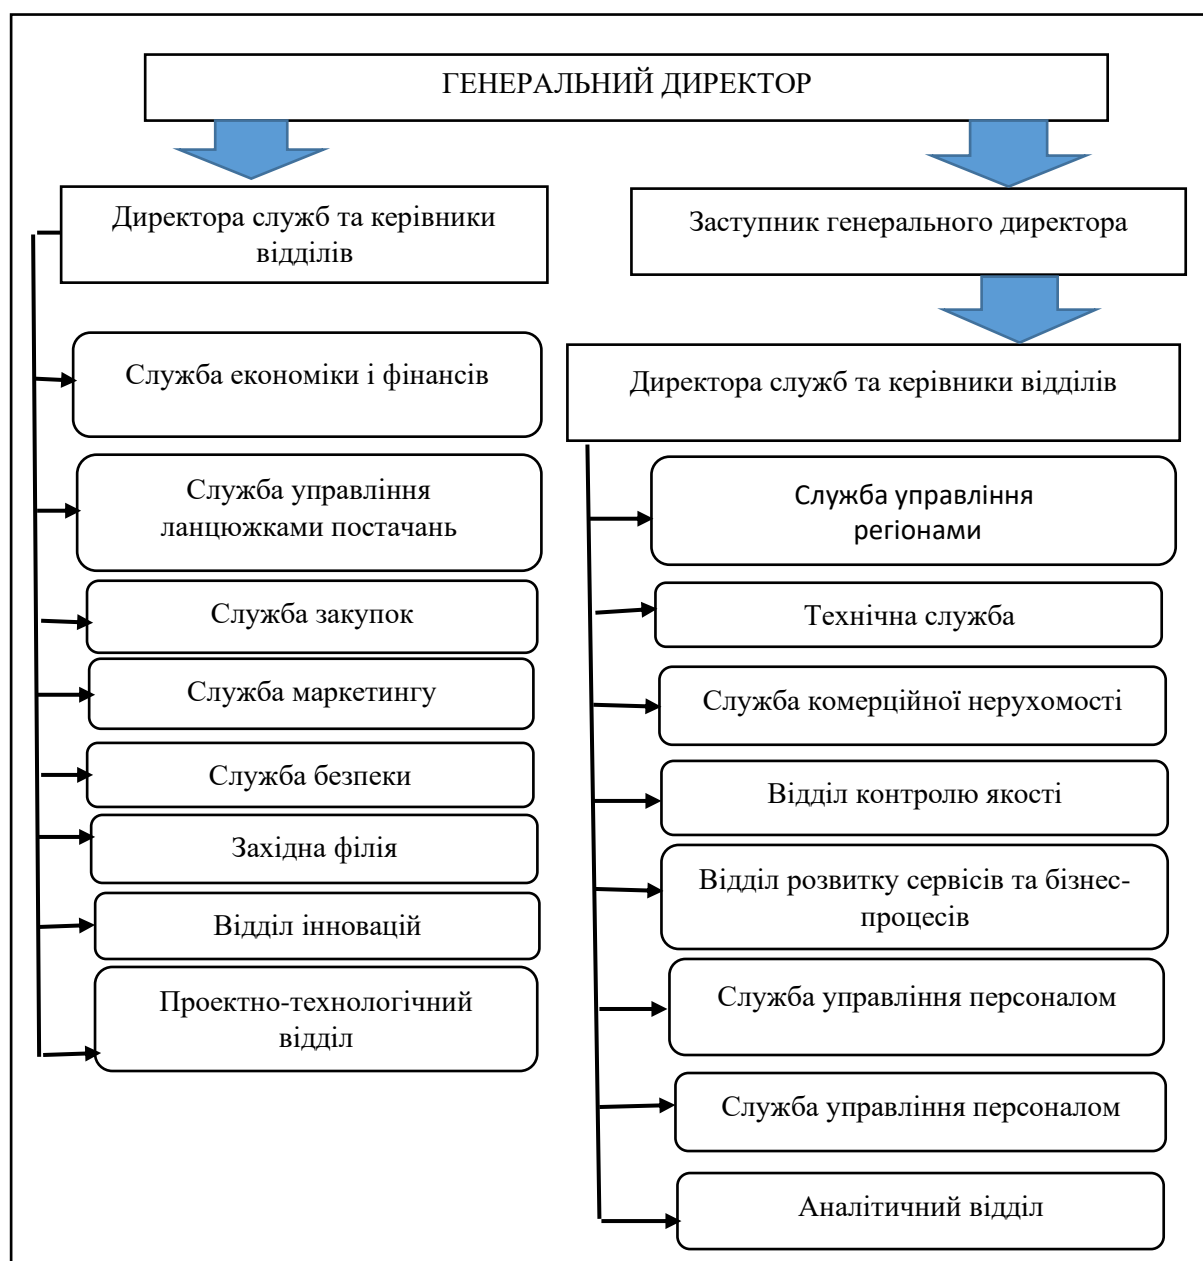 ГЕНЕРАЛЬНИЙ ДИРЕКТОР
Директора служб та керівники
відділів
Служба економіки і фінансів
Служба управління
ланцюжками постачань
Служба закупок
Служба маркетингу
Служба безпеки
Західна філія
Відділ інновацій
Проектно-технологічний
відділ
Заступник генерального директора
Директора служб та керівники відділів
Служба управління
регіонами
Технічна служба
Служба комерційної нерухомості
Відділ контролю якості
Відділ розвитку сервісів та бізнес-
процесів
Служба управління персоналом
Служба управління персоналом
Аналітичний відділ